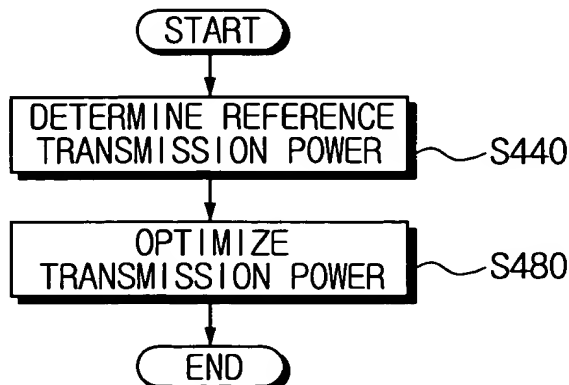 START
DETERMINE REFERENCE
TRANSMISSION POWER
S440
OPTIMIZE
TRANSMISSION POWER
S480
END